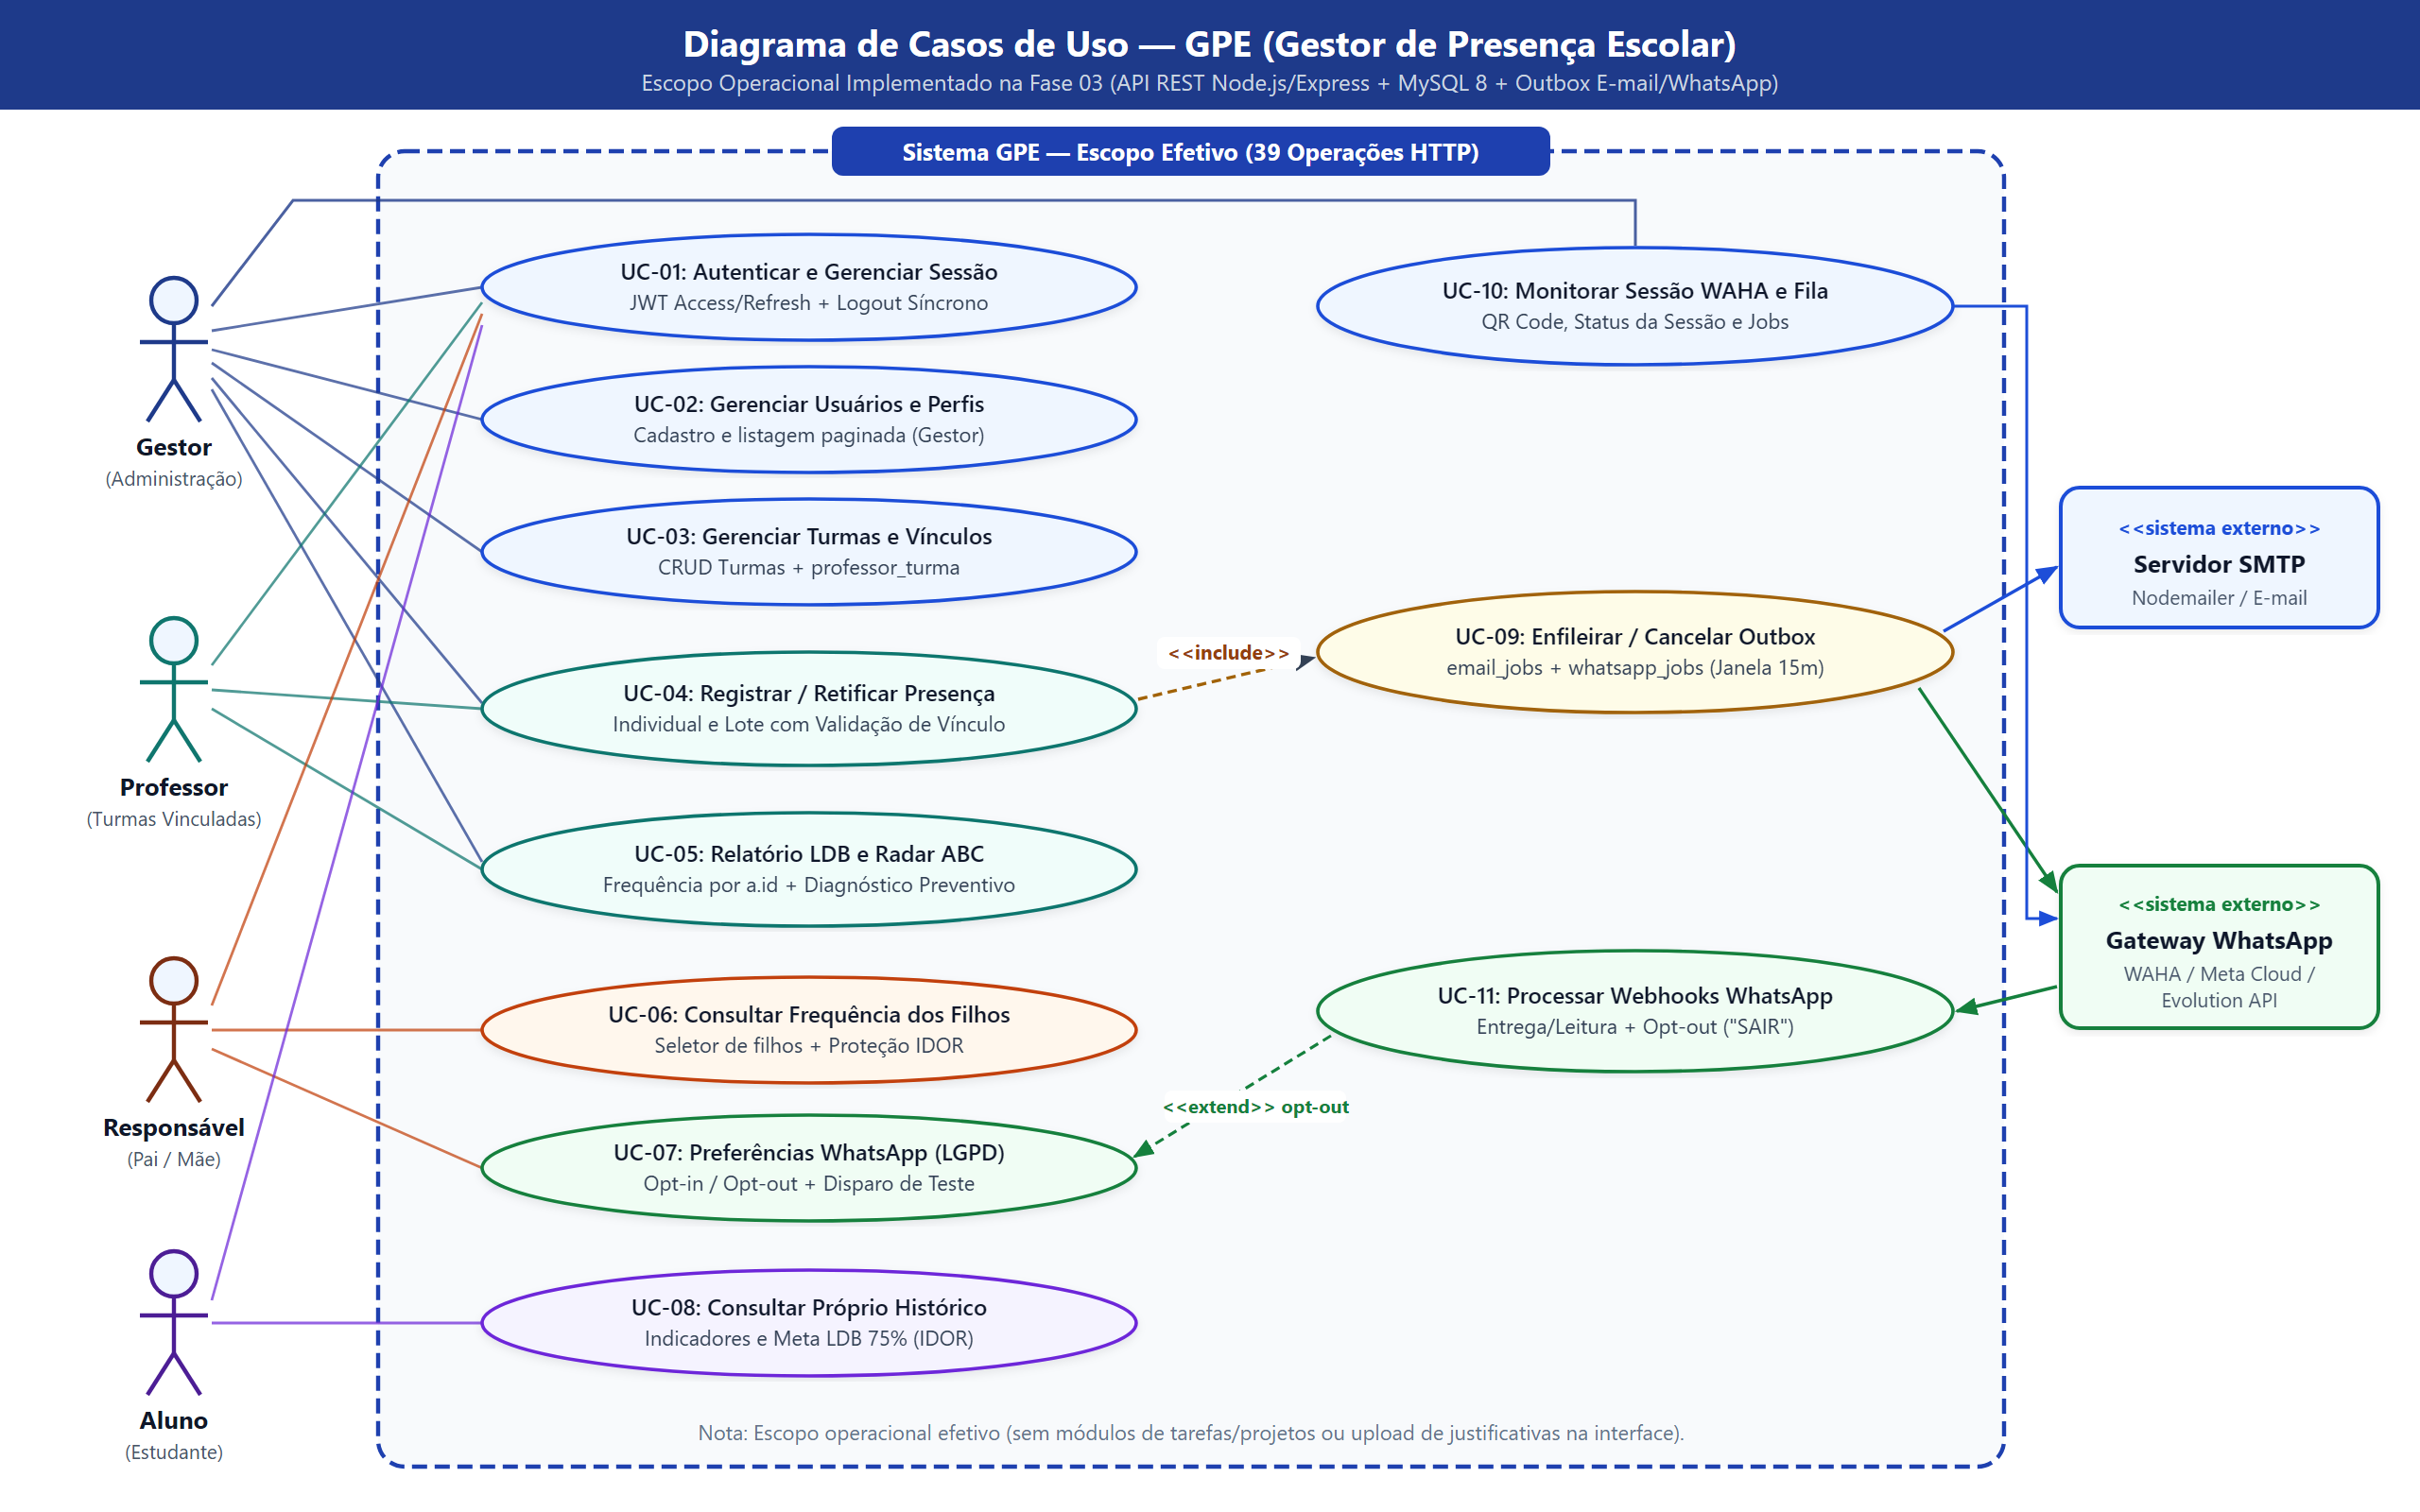 Diagrama de Casos de Uso — GPE (Gestor de Presença Escolar)
Escopo Operacional Implementado na Fase 03 (API REST Node.js/Express + MySQL 8 + Outbox E-mail/WhatsApp)
Sistema GPE — Escopo Efetivo (39 Operações HTTP)
Gestor
(Administração)
Professor
(Turmas Vinculadas)
Responsável
(Pai / Mãe)
Aluno
(Estudante)
UC-01: Autenticar e Gerenciar Sessão
JWT Access/Refresh + Logout Síncrono
UC-02: Gerenciar Usuários e Perfis
Cadastro e listagem paginada (Gestor)
UC-03: Gerenciar Turmas e Vínculos
CRUD Turmas + professor_turma
UC-04: Registrar / Retificar Presença
Individual e Lote com Validação de Vínculo
UC-05: Relatório LDB e Radar ABC
Frequência por a.id + Diagnóstico Preventivo
UC-06: Consultar Frequência dos Filhos
Seletor de filhos + Proteção IDOR
UC-07: Preferências WhatsApp (LGPD)
Opt-in / Opt-out + Disparo de Teste
UC-08: Consultar Próprio Histórico
Indicadores e Meta LDB 75% (IDOR)
<<include>>
<<extend>> opt-out
UC-10: Monitorar Sessão WAHA e Fila
QR Code, Status da Sessão e Jobs
UC-09: Enfileirar / Cancelar Outbox
email_jobs + whatsapp_jobs (Janela 15m)
UC-11: Processar Webhooks WhatsApp
Entrega/Leitura + Opt-out ("SAIR")
<<sistema externo>>
Servidor SMTP
Nodemailer / E-mail
<<sistema externo>>
Gateway WhatsApp
WAHA / Meta Cloud /
Evolution API
Nota: Escopo operacional efetivo (sem módulos de tarefas/projetos ou upload de justificativas na interface).